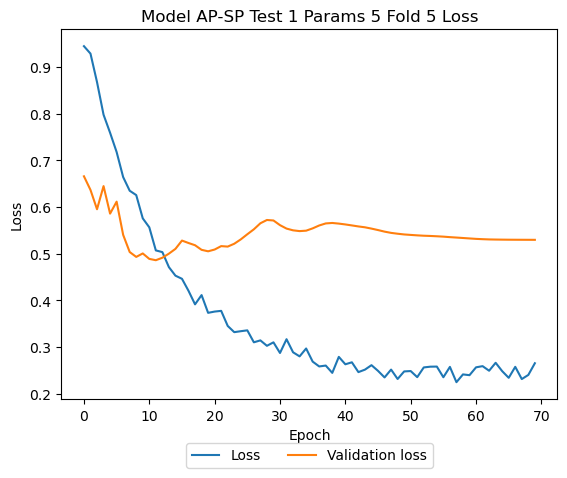 Model AP-SP Test 1 Params 5 Fold 5 Loss
0.9
0.8
0.7
0.6
0.5
0.4
0.3
0.2
Loss
0 10 20 30 40 50 60 70
Epoch
Loss Validation loss